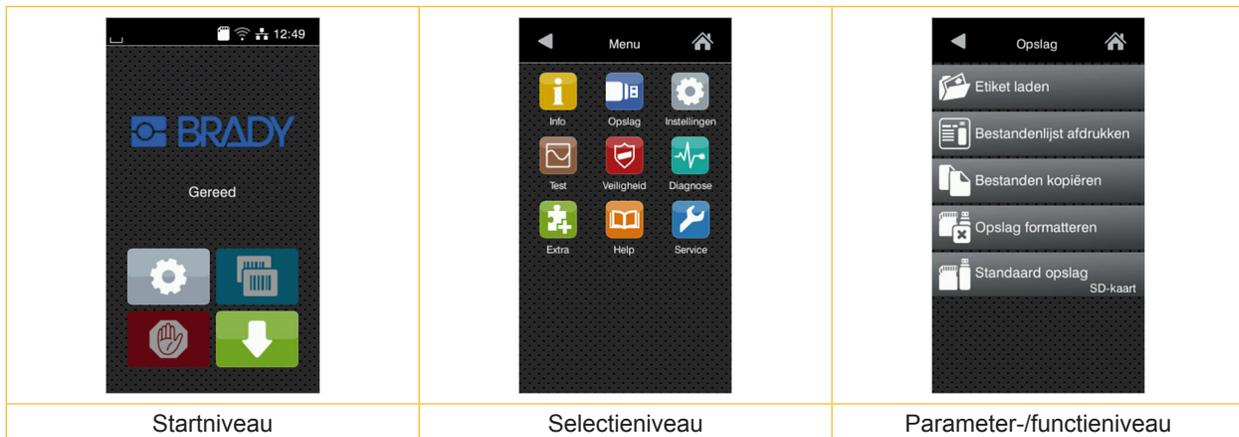 12:49
BRADY
Gereed
Startniveau
Menu
Info Opslag Instellingen
Test Veiligheid Diagnose
Extra Help Service
Selectieniveau
Opslag
Etiket laden
Bestandenlijst afdrukken
Bestanden kopiëren
Opslag formatteren
Standaard opslag
SD-kaart
Parameter-/functieniveau